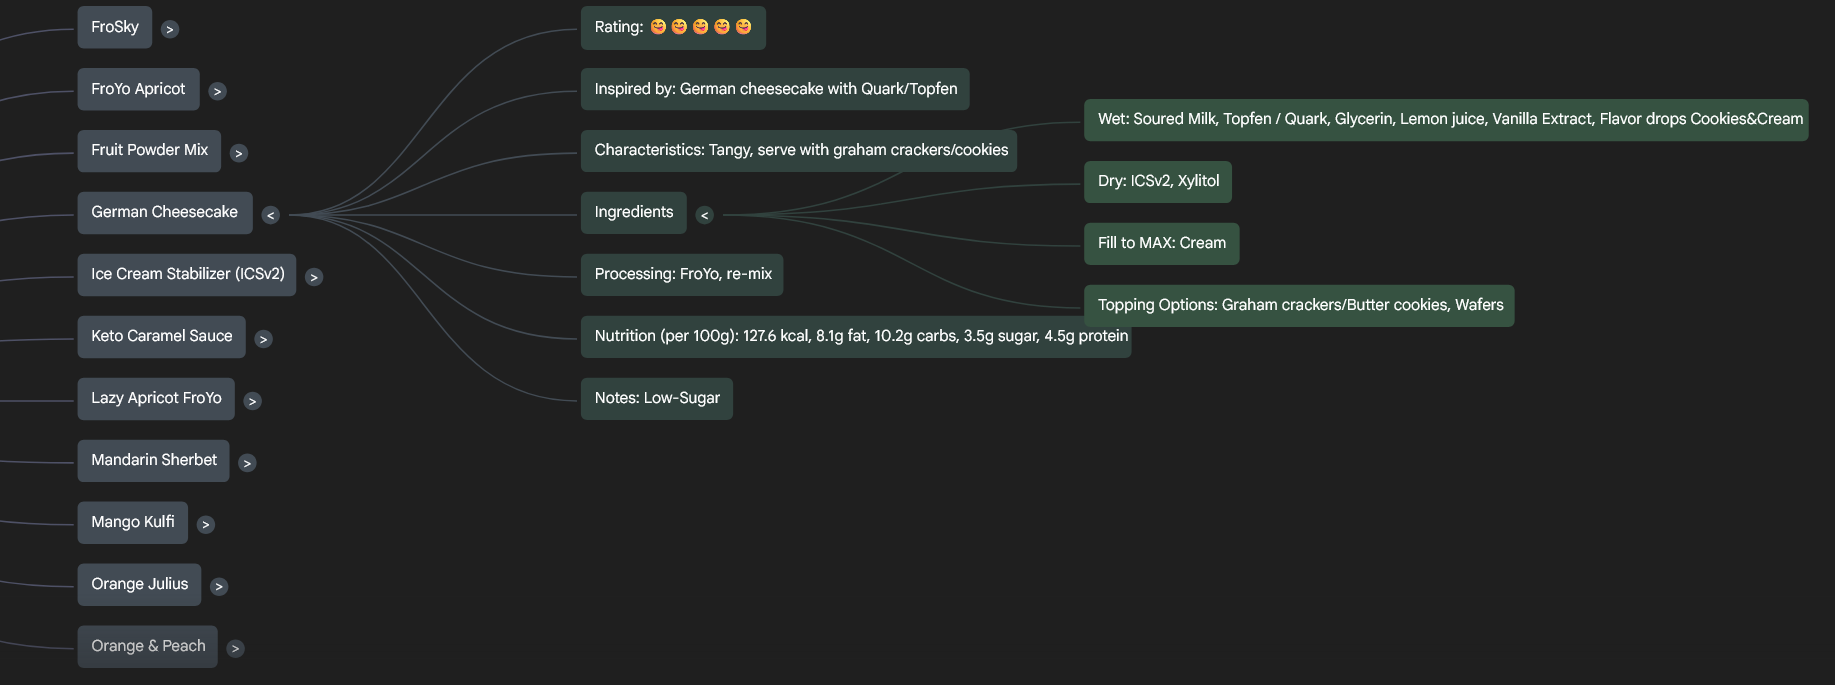 FroSky >
FroYo Apricot >
Fruit Powder Mix >
German Cheesecake <
Ice Cream Stabilizer (ICSv2) >
Keto Caramel Sauce >
Lazy Apricot FroYo >
Mandarin Sherbet >
Mango Kulfi >
Orange Julius >
Orange & Peach >
Rating: 😋 😋 😋 😋 😋
Inspired by: German cheesecake with Quark/Topfen
Characteristics: Tangy, serve with graham crackers/cookies
Ingredients <
Processing: FroYo, re-mix
Nutrition (per 100g): 127.6 kcal, 8.1g fat, 10.2g carbs, 3.5g sugar, 4.5g protein
Notes: Low-Sugar
Wet: Soured Milk, Topfen / Quark, Glycerin, Lemon juice, Vanilla Extract, Flavor drops Cookies&Cream
Dry: ICSv2, Xylitol
Fill to MAX: Cream
Topping Options: Graham crackers/Butter cookies, Wafers